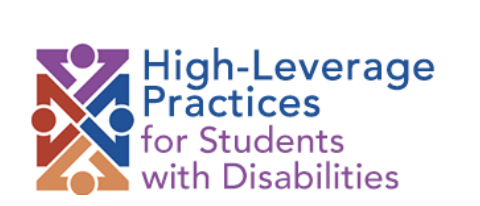 High-Leverage
Practices
for Students
with Disabilities